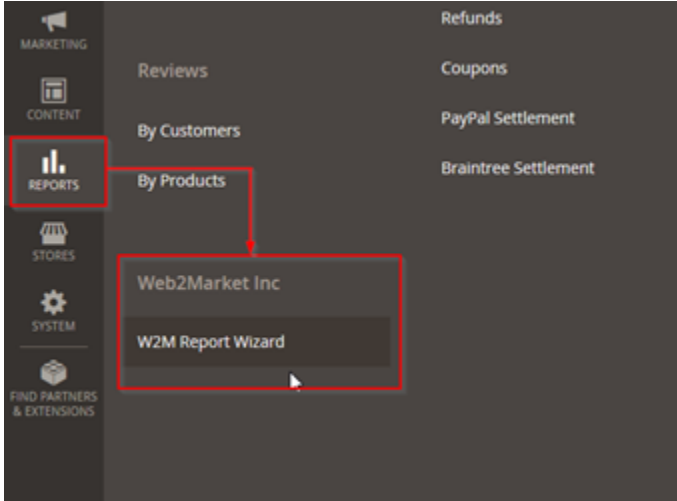 MARKETING
CONTENT
REPORTS
STORES
SYSTEM
FIND PARTNERS
& EXTENSIONS
Reviews
By Customers
By Products
Web2Market Inc
W2M Report Wizard
Refunds
Coupons
PayPal Settlement
Braintree Settlement